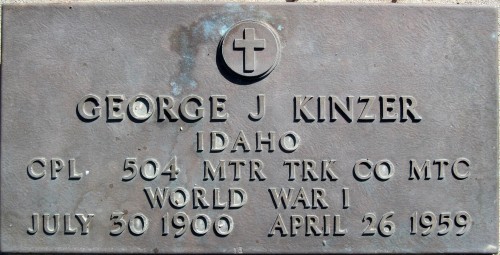 GEORGE J KINZER
IDAHO
CPL 504 MTR TRK CO MTC
WORLD WAR I
JULY 30 1900 APRIL 26 1959